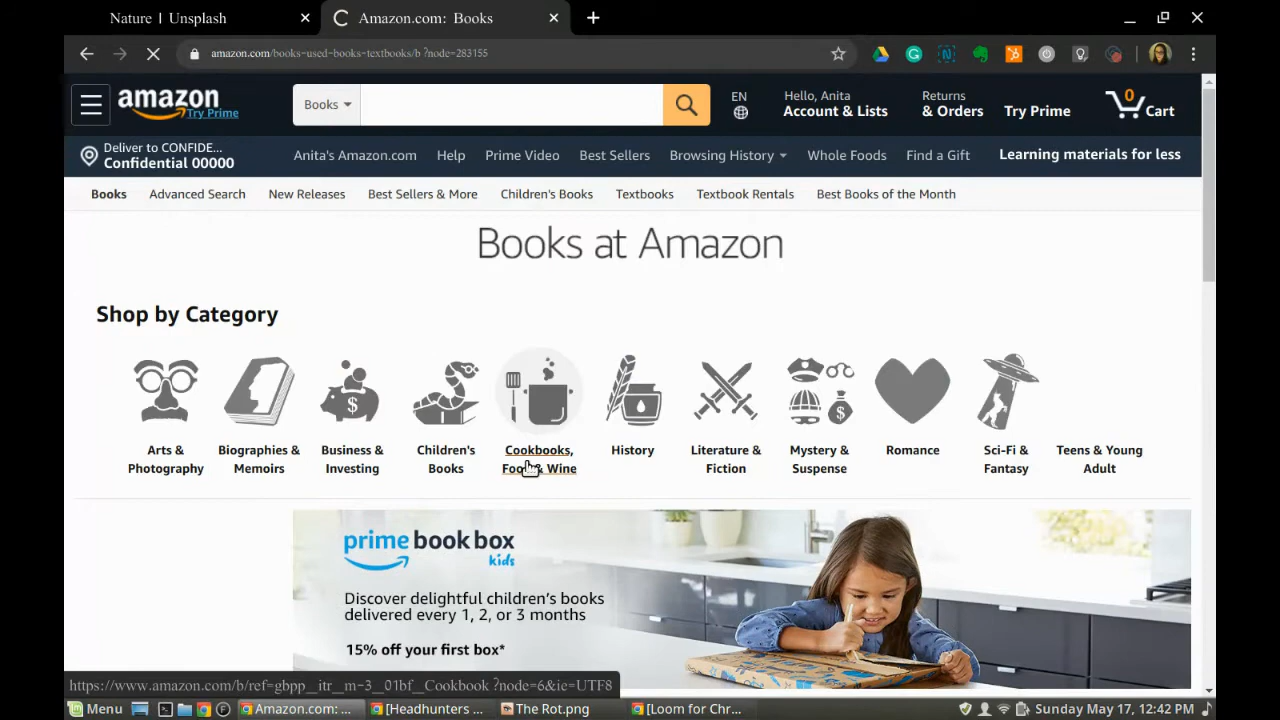 Nature | Unsplash
Amazon.com: Books
amazon.com/books-used-books-textbooks/b ?node=283155
amazon
Try Prime
Books
EN
Hello, Anita
Account & Lists
Returns
& Orders
Try Prime
0
Cart
Deliver to CONFIDE...
Confidential 00000
Anita's Amazon.com
Help
Prime Video
Best Sellers
Browsing History
Whole Foods
Find a Gift
Learning materials for less
Books
Advanced Search
New Releases
Best Sellers & More
Children's Books
Textbooks
Textbook Rentals
Best Books of the Month
Books at Amazon
Shop by Category
Arts &
Photography
Biographies &
Memoirs
Business &
Investing
Children's
Books
Cookbooks,
Food & Wine
History
Literature &
Fiction
Mystery &
Suspense
Romance
Sci-Fi &
Fantasy
Teens & Young
Adult
prime book box
kids
Discover delightful children's books
delivered every 1, 2, or 3 months
15% off your first box*
https://www.amazon.com/b/ref=gbpp_itr_m-3_01bf_Cookbook ?node=6&ie=UTF8
Menu
Amazon.com: ...
[Headhunters ...
The Rot.png
[Loom for Chr...
Sunday May 17, 12:42 PM